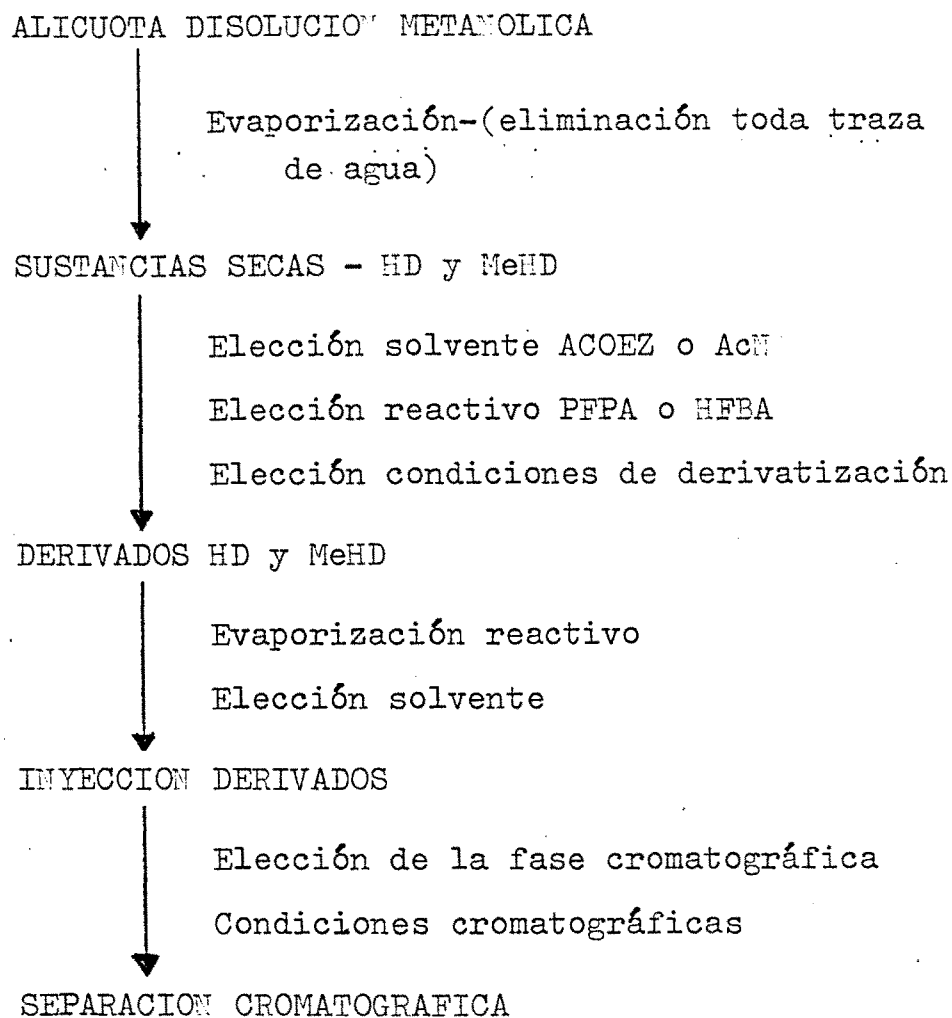 ALICUOTA DISOLUCION METANOLICA
Evaporización-(eliminación toda traza
de agua)
SUSTANCIAS SECAS - HD y MeHD
Elección solvente ACOEZ o AcN
Elección reactivo PFPA o HFBA
Elección condiciones de derivatización
DERIVADOS HD y MeHD
Evaporización reactivo
Elección solvente
INYECCION DERIVADOS
Elección de la fase cromatográfica
Condiciones cromatográficas
SEPARACION CROMATOGRAFICA